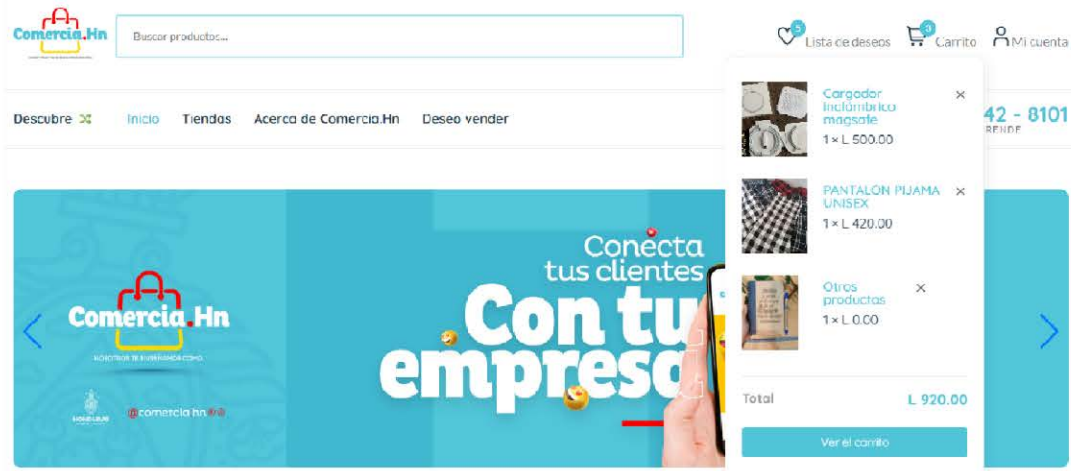 Comercia.Hn
Buscar productos...
5
Lista de deseos
3
Carrito
Mi cuenta
Descubre
Inicio
Tiendas
Acerca de Comercia.Hn
Deseo vender
42 - 8101
RENDE
Cargador
inalámbrico
magsafe
1 × L 500.00
PANTALON PIJAMA
UNISEX
1 × L 420.00
Otros
productos
1 × L 0.00
Total
L 920.00
Ver el carrito
Comercia.Hn
@comercia.hn
Conecta
tus clientes
Con tu
empresa